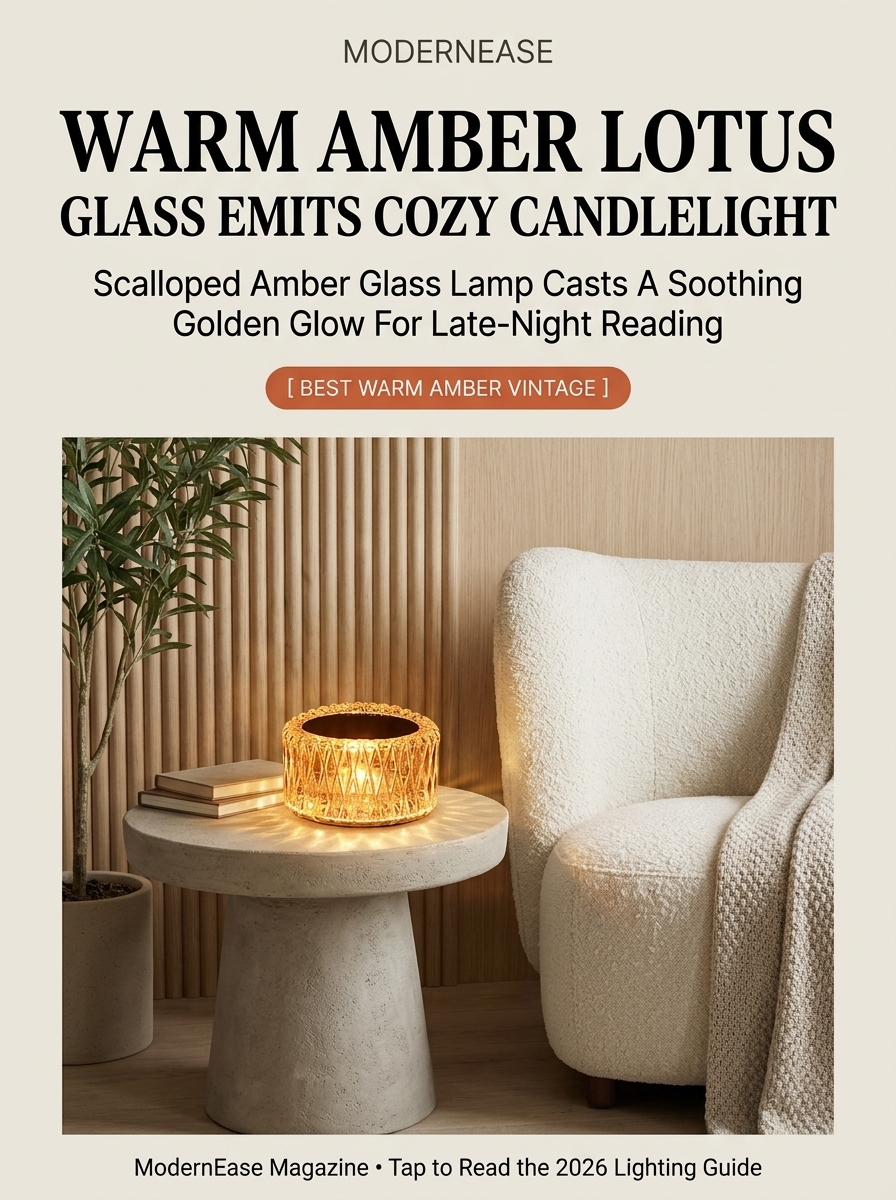 MODERNEASE
WARM AMBER LOTUS
GLASS EMITS COZY CANDLELIGHT
Scalloped Amber Glass Lamp Casts A Soothing
Golden Glow For Late-Night Reading
[ BEST WARM AMBER VINTAGE ]
ModernEase Magazine • Tap to Read the 2026 Lighting Guide